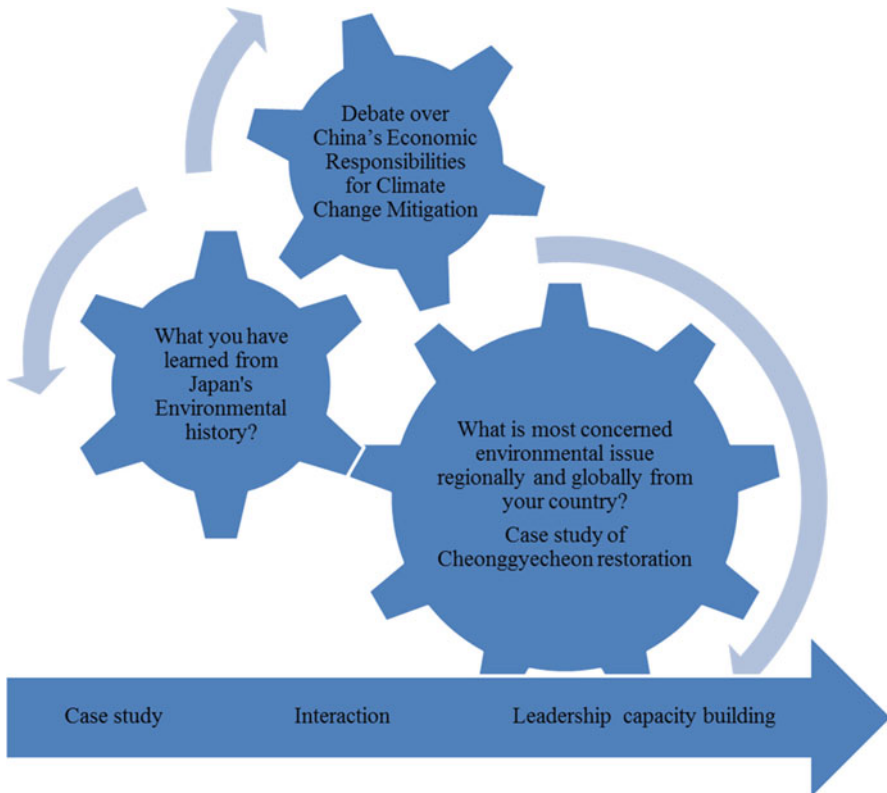 Debate over
China’s Economic
Responsibilities
for Climate
Change Mitigation
What you have
learned from
Japan's
Environmental
history?
What is most concerned
environmental issue
regionally and globally from
your country?
Case study of
Cheonggyecheon restoration
Case study
Interaction
Leadership capacity building